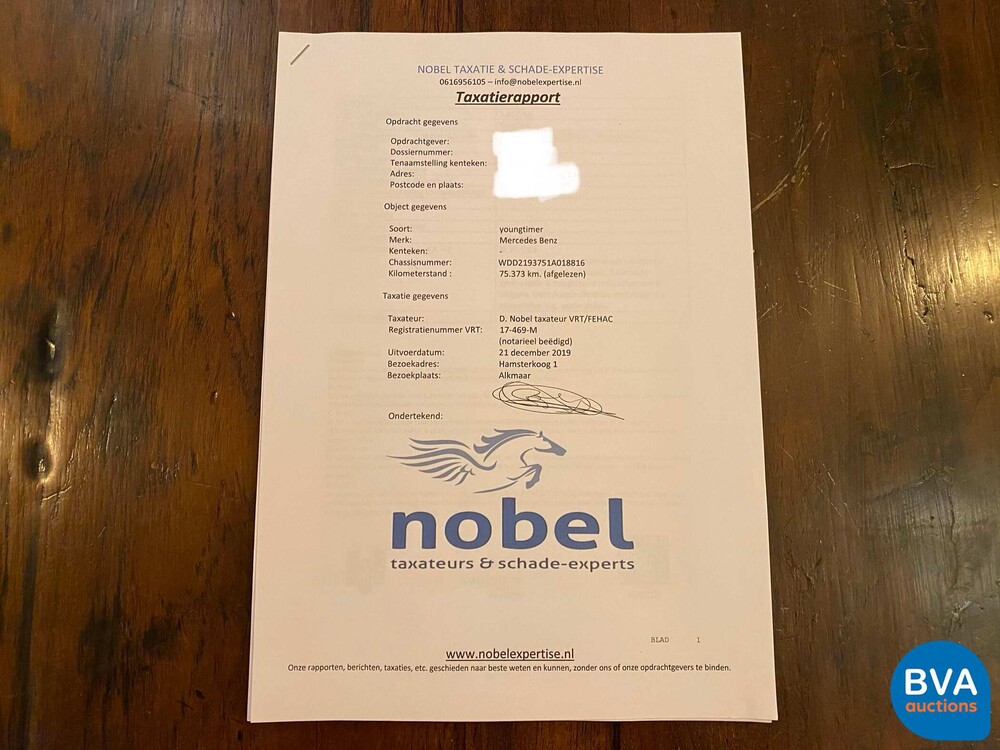 NOBEL TAXATIE & SCHADE-EXPERTISE
0616956105 – info@nobelexpertise.nl
Taxatierapport
Opdracht gegevens
Opdrachtgever:
Dossiernummer:
Tenaamstelling kenteken:
Adres:
Postcode en plaats:
Object gegevens
Soort: youngtimer
Merk: Mercedes Benz
Kenteken: -
Chassisnummer: WDD2193751A018816
Kilometerstand : 75.373 km. (afgelezen)
Taxatie gegevens
Taxateur: D. Nobel taxateur VRT/FEHAC
Registratienummer VRT: 17-469-M
(notarieel beëdigd)
Uitvoerdatum: 21 december 2019
Bezoekadres: Hamsterkoog 1
Bezoekplaats: Alkmaar
Ondertekend:
nobel
taxateurs & schade-experts
BLAD 1
www.nobelexpertise.nl
Onze rapporten, berichten, taxaties, etc. geschieden naar beste weten en kunnen, zonder ons of onze opdrachtgevers te binden.
BVA
auctions